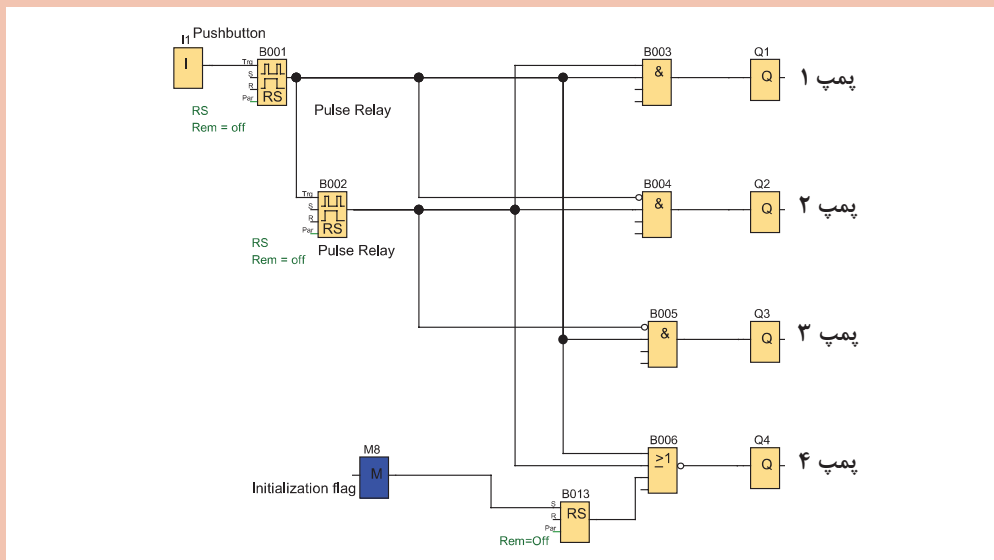 I1 Pushbutton
I
B001
Trg
S
R
Par
RS
RS
Rem = off
Pulse Relay
B003
&
Q1
Q
پمپ ۱
B002
Trg
S
R
Par
RS
RS
Rem = off
Pulse Relay
B004
&
Q2
Q
پمپ ۲
B005
&
Q3
Q
پمپ ۳
M8
M
Initialization flag
B013
S
R
Par
RS
Rem=Off
B006
≥1
Q4
Q
پمپ ۴